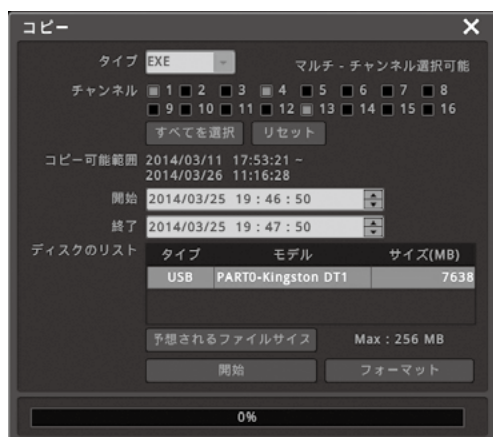 コピー
タイプ EXE マルチ - チャンネル選択可能
チャンネル 1 2 3 4 5 6 7 8
9 10 11 12 13 14 15 16
すべてを選択 リセット
コピー可能範囲 2014/03/11 17:53:21 ~
2014/03/26 11:16:28
開始 2014/03/25 19 : 46 : 50
終了 2014/03/25 19 : 47 : 50
ディスクのリスト タイプ モデル サイズ(MB)
USB PART0-Kingston DT1 7638
予想されるファイルサイズ Max : 256 MB
開始 フォーマット
0%